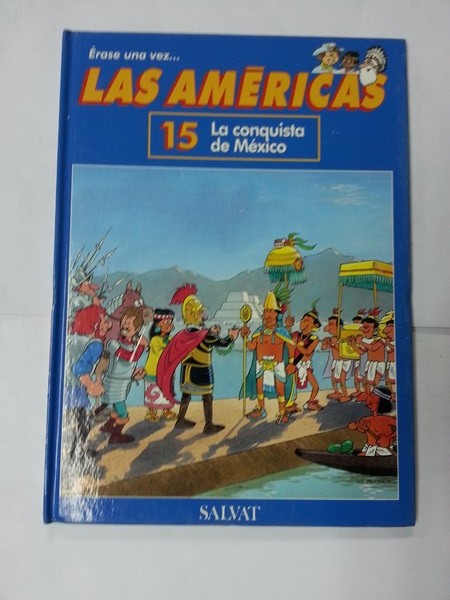 Érase una vez...
LAS AMÉRICAS
15 La conquista
de México
SALVAT